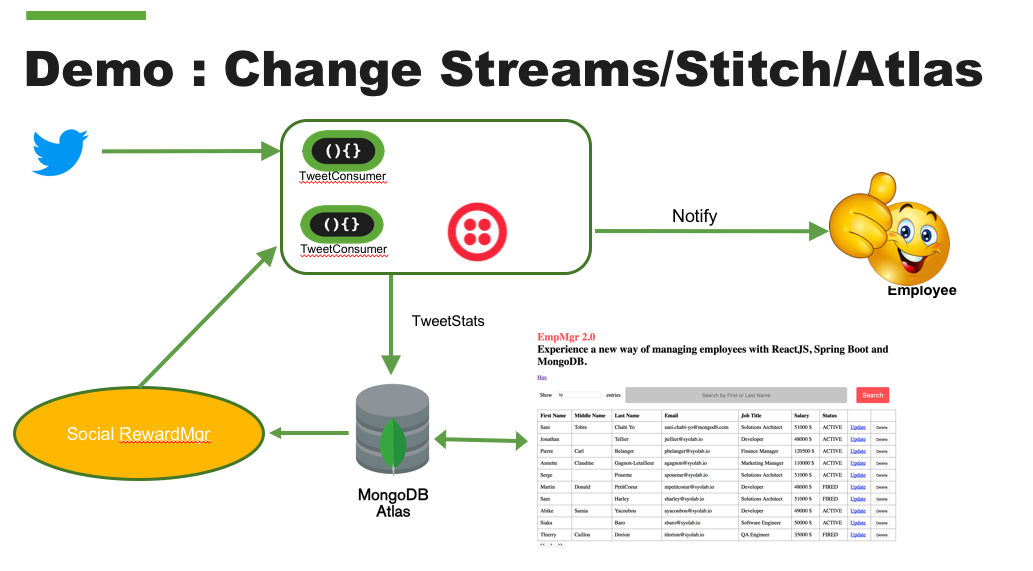 Demo : Change Streams/Stitch/Atlas
(){}
TweetConsumer
(){}
TweetConsumer
Notify
Employee
TweetStats
Social RewardMgr
MongoDB
Atlas
EmpMgr 2.0
Experience a new way of managing employees with ReactJS, Spring Boot and
MongoDB.
Hire
Show 10 entries Search by First or Last Name Search
First Name Middle Name Last Name Email Job Title Salary Status
Sani Tobre Chabi Yo sani.chabi-yo@mongodb.com Solutions Architect 51000 $ ACTIVE Update Delete
Jonathan Tellier jtellier@syolab.io Developer 48000 $ ACTIVE Update Delete
Pierre Carl Belanger pbelanger@syolab.io Finance Manager 120500 $ ACTIVE Update Delete
Annette Claudine Gagnon-Letailleur agagnon@syolab.io Marketing Manager 110000 $ ACTIVE Update Delete
Serge Poueme spoueme@syolab.io Solutions Architect 51000 $ ACTIVE Update Delete
Martin Donald PetitCoeur mpetitcoeur@syolab.io Developer 48000 $ FIRED Update Delete
Sam Harley sharley@syolab.io Solutions Architect 51000 $ FIRED Update Delete
Abike Samia Yacoubou ayacoubou@syolab.io Developer 49000 $ ACTIVE Update Delete
Siaka Baro sbaro@syolab.io Software Engineer 50000 $ ACTIVE Update Delete
Thierry Caillou Dorion tdorion@syolab.io QA Engineer 35000 $ FIRED Update Delete